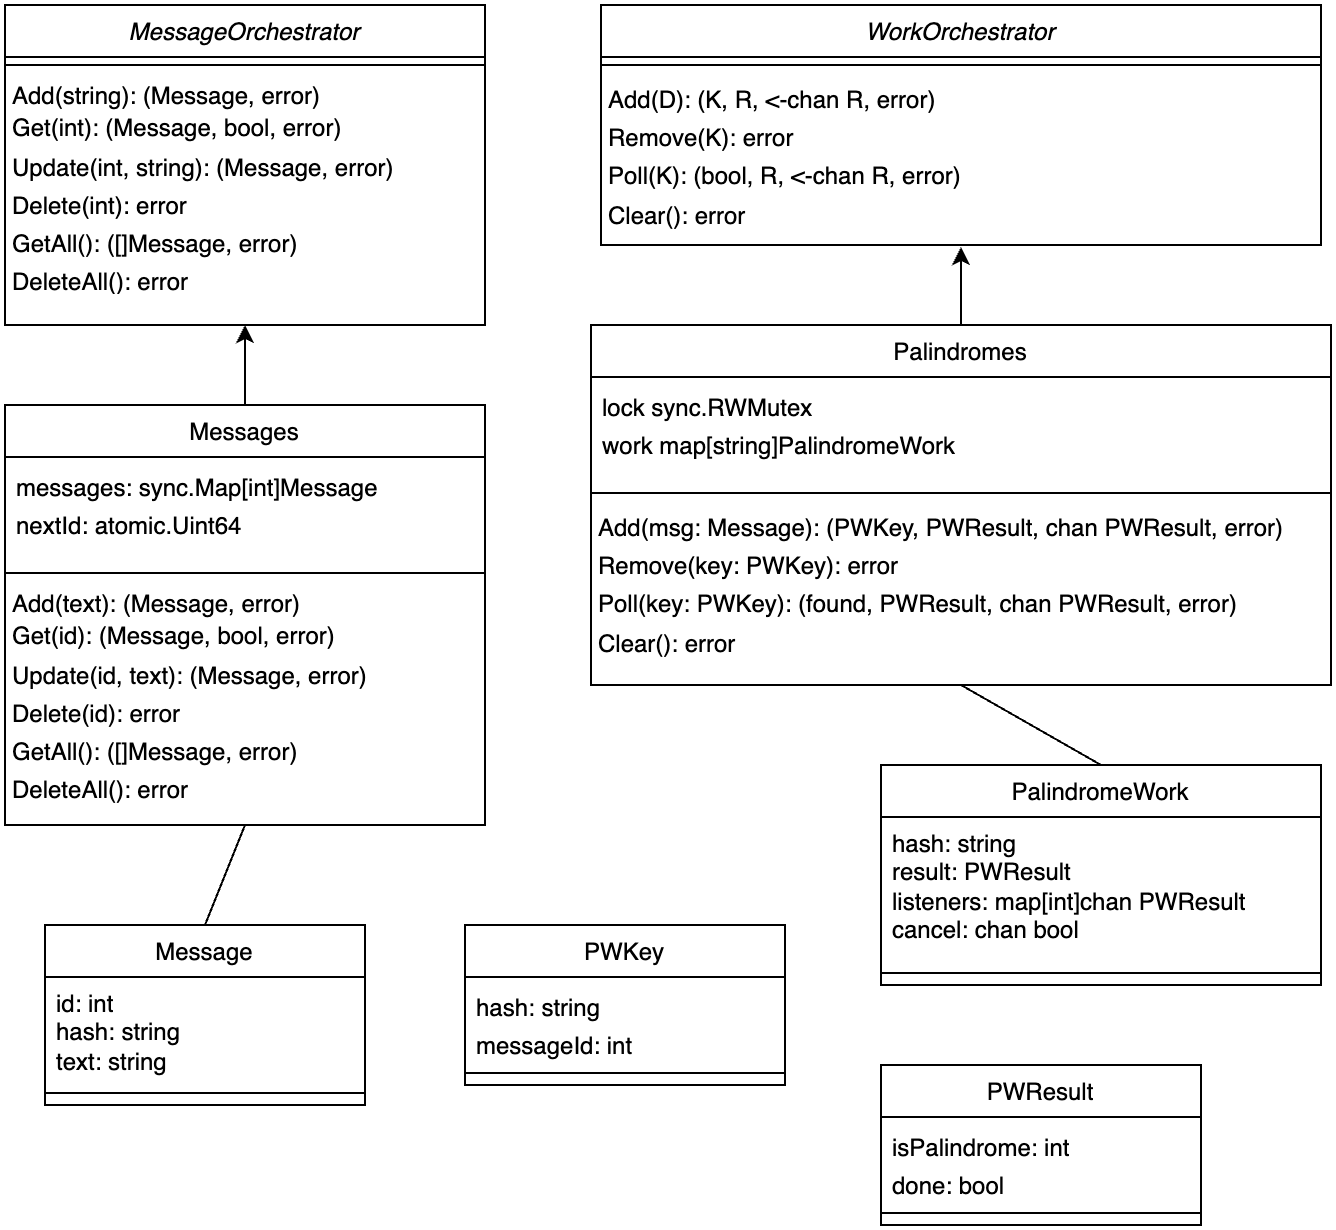 MessageOrchestrator
Add(string): (Message, error)
Get(int): (Message, bool, error)
Update(int, string): (Message, error)
Delete(int): error
GetAll(): ([]Message, error)
DeleteAll(): error
WorkOrchestrator
Add(D): (K, R, <-chan R, error)
Remove(K): error
Poll(K): (bool, R, <-chan R, error)
Clear(): error
Messages
messages: sync.Map[int]Message
nextId: atomic.Uint64
Add(text): (Message, error)
Get(id): (Message, bool, error)
Update(id, text): (Message, error)
Delete(id): error
GetAll(): ([]Message, error)
DeleteAll(): error
Palindromes
lock sync.RWMutex
work map[string]PalindromeWork
Add(msg: Message): (PWKey, PWResult, chan PWResult, error)
Remove(key: PWKey): error
Poll(key: PWKey): (found, PWResult, chan PWResult, error)
Clear(): error
PalindromeWork
hash: string
result: PWResult
listeners: map[int]chan PWResult
cancel: chan bool
Message
id: int
hash: string
text: string
PWKey
hash: string
messageId: int
PWResult
isPalindrome: int
done: bool